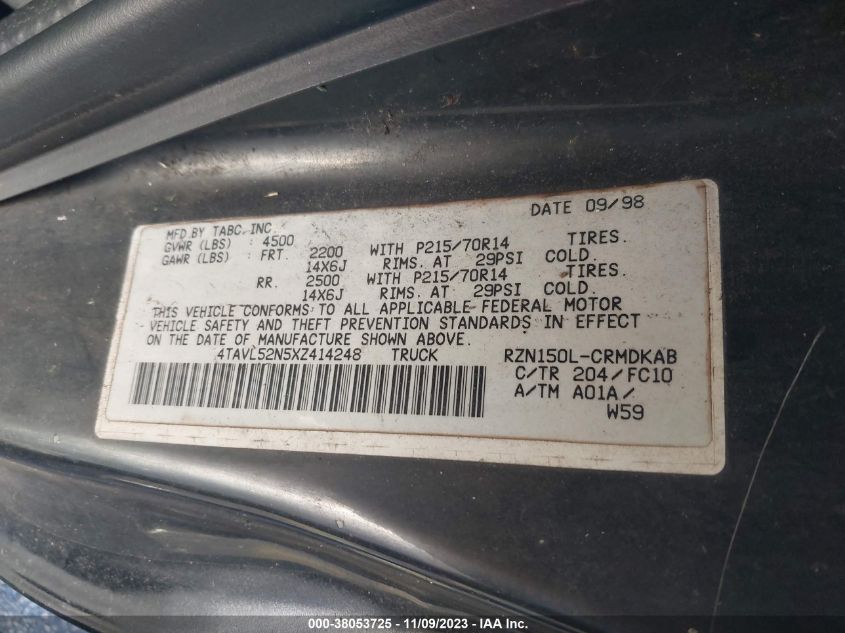 DATE 09/98
MFD.BY TABC.INC.
GVWR (LBS) : 4500
GAWR (LBS) : FRT. 2200 WITH P215/70R14 TIRES.
14X6J RIMS. AT 29PSI COLD.
RR. 2500 WITH P215/70R14 TIRES.
14X6J RIMS. AT 29PSI COLD.
THIS VEHICLE CONFORMS TO ALL APPLICABLE FEDERAL MOTOR
VEHICLE SAFETY AND THEFT PREVENTION STANDARDS IN EFFECT
ON THE DATE OF MANUFACTURE SHOWN ABOVE.
4TAVL52N5XZ414248 TRUCK RZN150L-CRMDKAB
C/TR 204/FC10
A/TM A01A/
W59
000-38053725 - 11/09/2023 - IAA Inc.